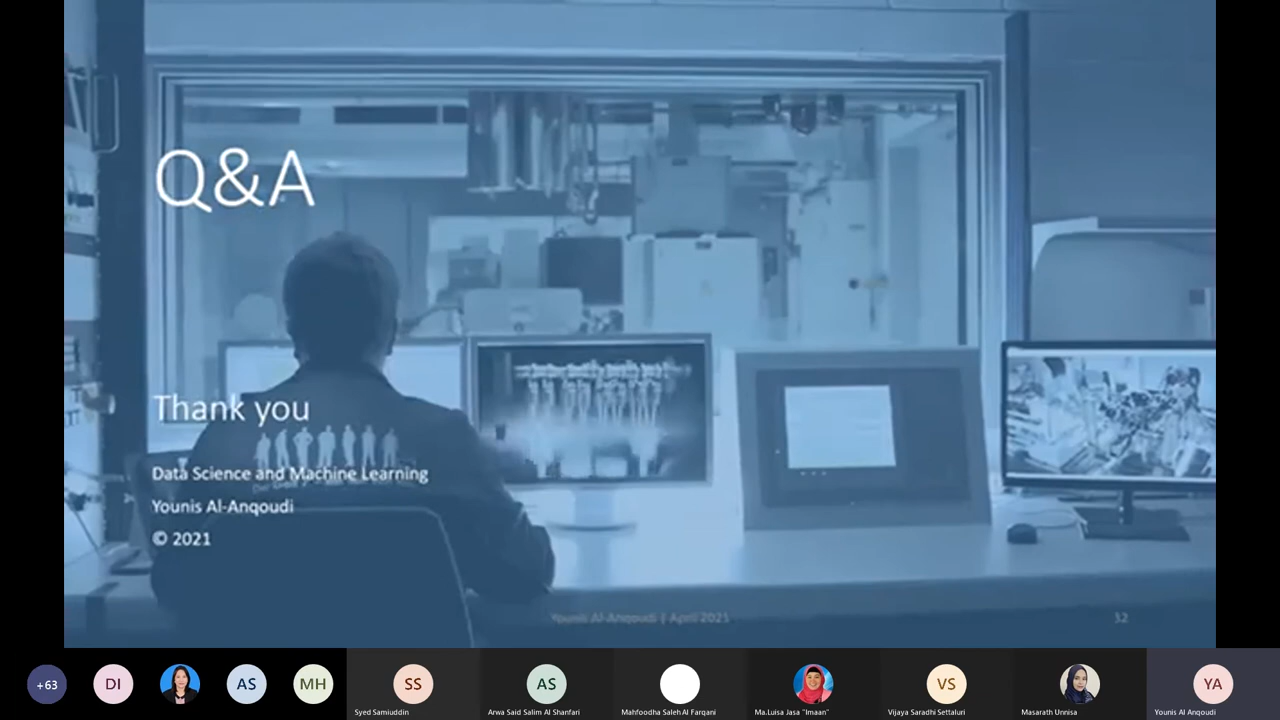 Q&A
Thank you
Data Science and Machine Learning
Younis Al-Anqoudi
© 2021
Younis Al-Anqoudi | April 2021
32
+63
DI
AS
MH
SS
AS
VS
YA
Syed Samiuddin
Arwa Said Salim Al Shanfari
Mahfoodha Saleh Al Farqani
Ma.Luisa Jasa "Imaan"
Vijaya Saradhi Settaluri
Masarath Unnisa
Younis Al Anqoudi